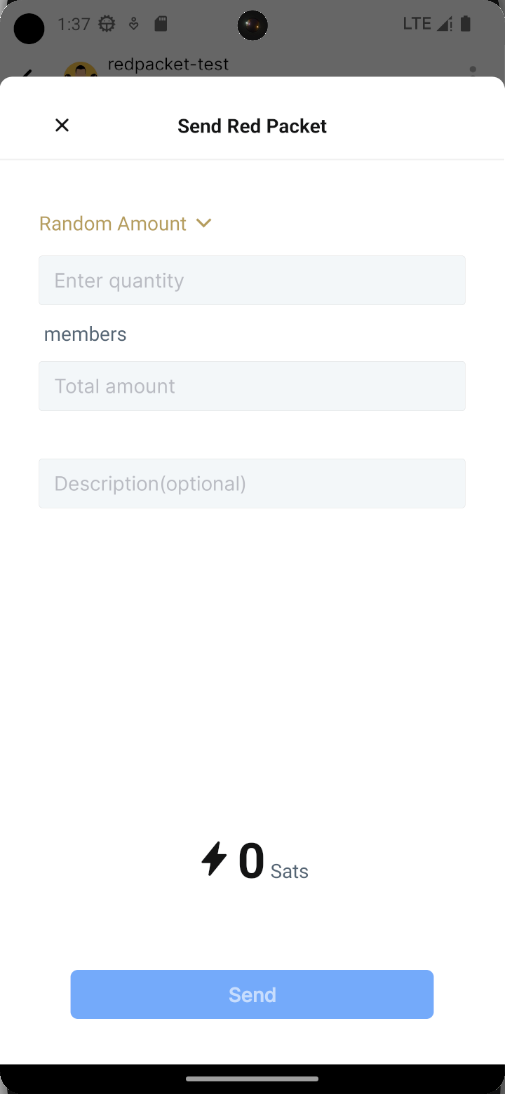 1:37
LTE
redpacket-test
Send Red Packet
Random Amount
Enter quantity
members
Total amount
Description(optional)
0 Sats
Send